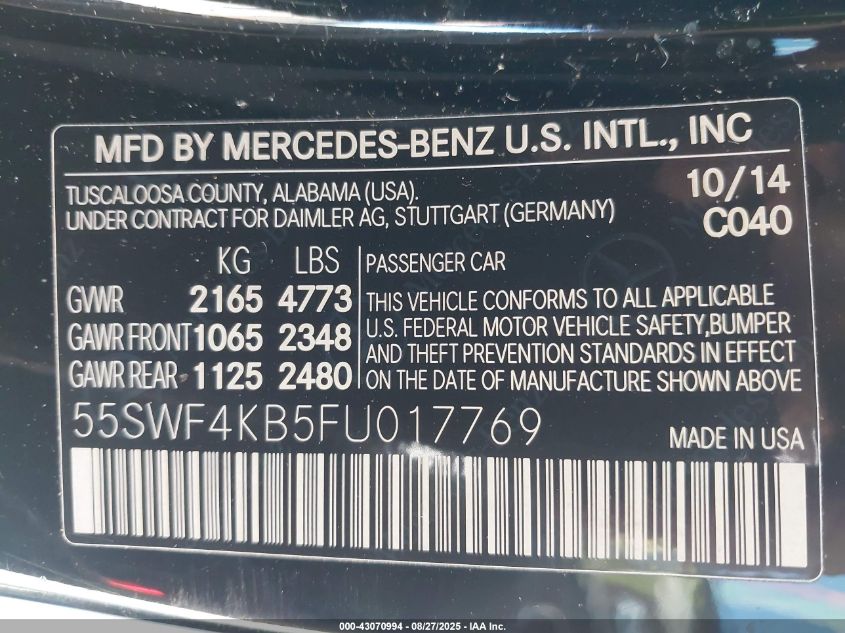 MFD BY MERCEDES-BENZ U.S. INTL., INC
TUSCALOOSA COUNTY, ALABAMA (USA). 10/14
UNDER CONTRACT FOR DAIMLER AG, STUTTGART (GERMANY) C040
KG LBS PASSENGER CAR
GVWR 2165 4773 THIS VEHICLE CONFORMS TO ALL APPLICABLE
GAWR FRONT 1065 2348 U.S. FEDERAL MOTOR VEHICLE SAFETY,BUMPER
AND THEFT PREVENTION STANDARDS IN EFFECT
GAWR REAR 1125 2480 ON THE DATE OF MANUFACTURE SHOWN ABOVE
55SWF4KB5FU017769 MADE IN USA
000-43070994 - 08/27/2025 - IAA Inc.